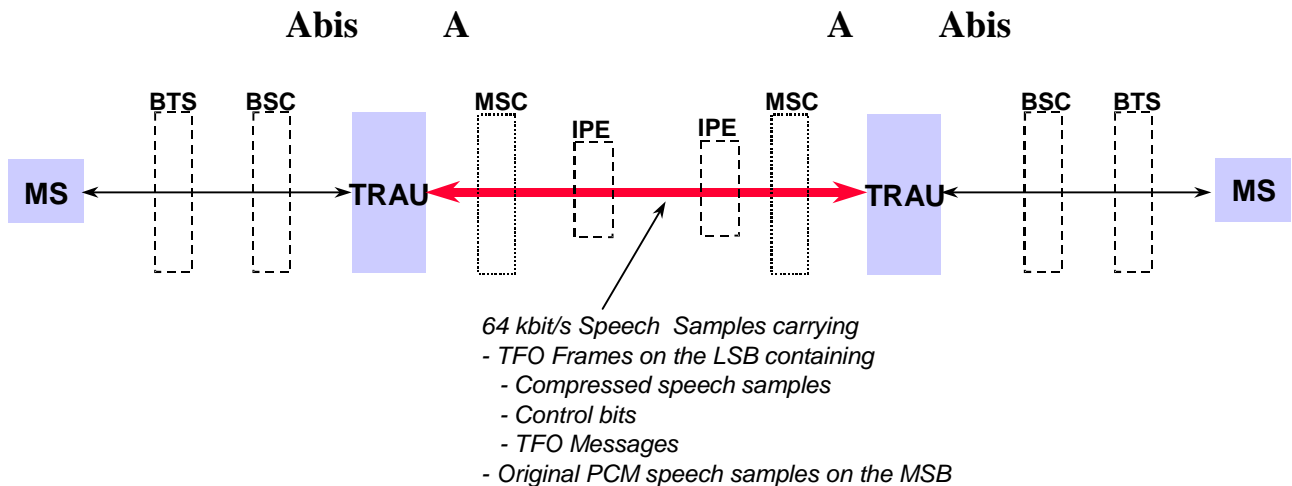 Abis A A Abis
BTS BSC MSC IPE IPE MSC BSC BTS
MS TRAU TRAU MS
64 kbit/s Speech Samples carrying
- TFO Frames on the LSB containing
- Compressed speech samples
- Control bits
- TFO Messages
- Original PCM speech samples on the MSB